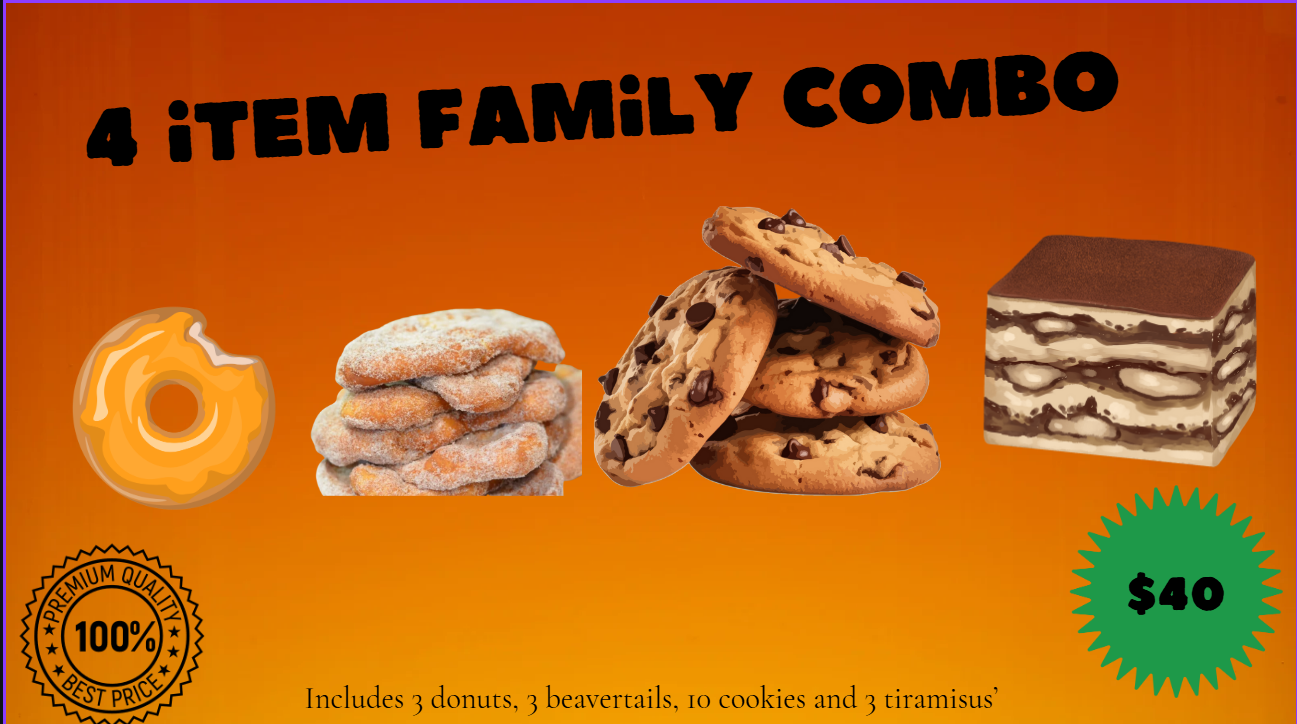 4 iTEM FAMiLY COMBO
PREMIUM QUALITY
100%
BEST PRICE
$40
Includes 3 donuts, 3 beavertails, 10 cookies and 3 tiramisus’